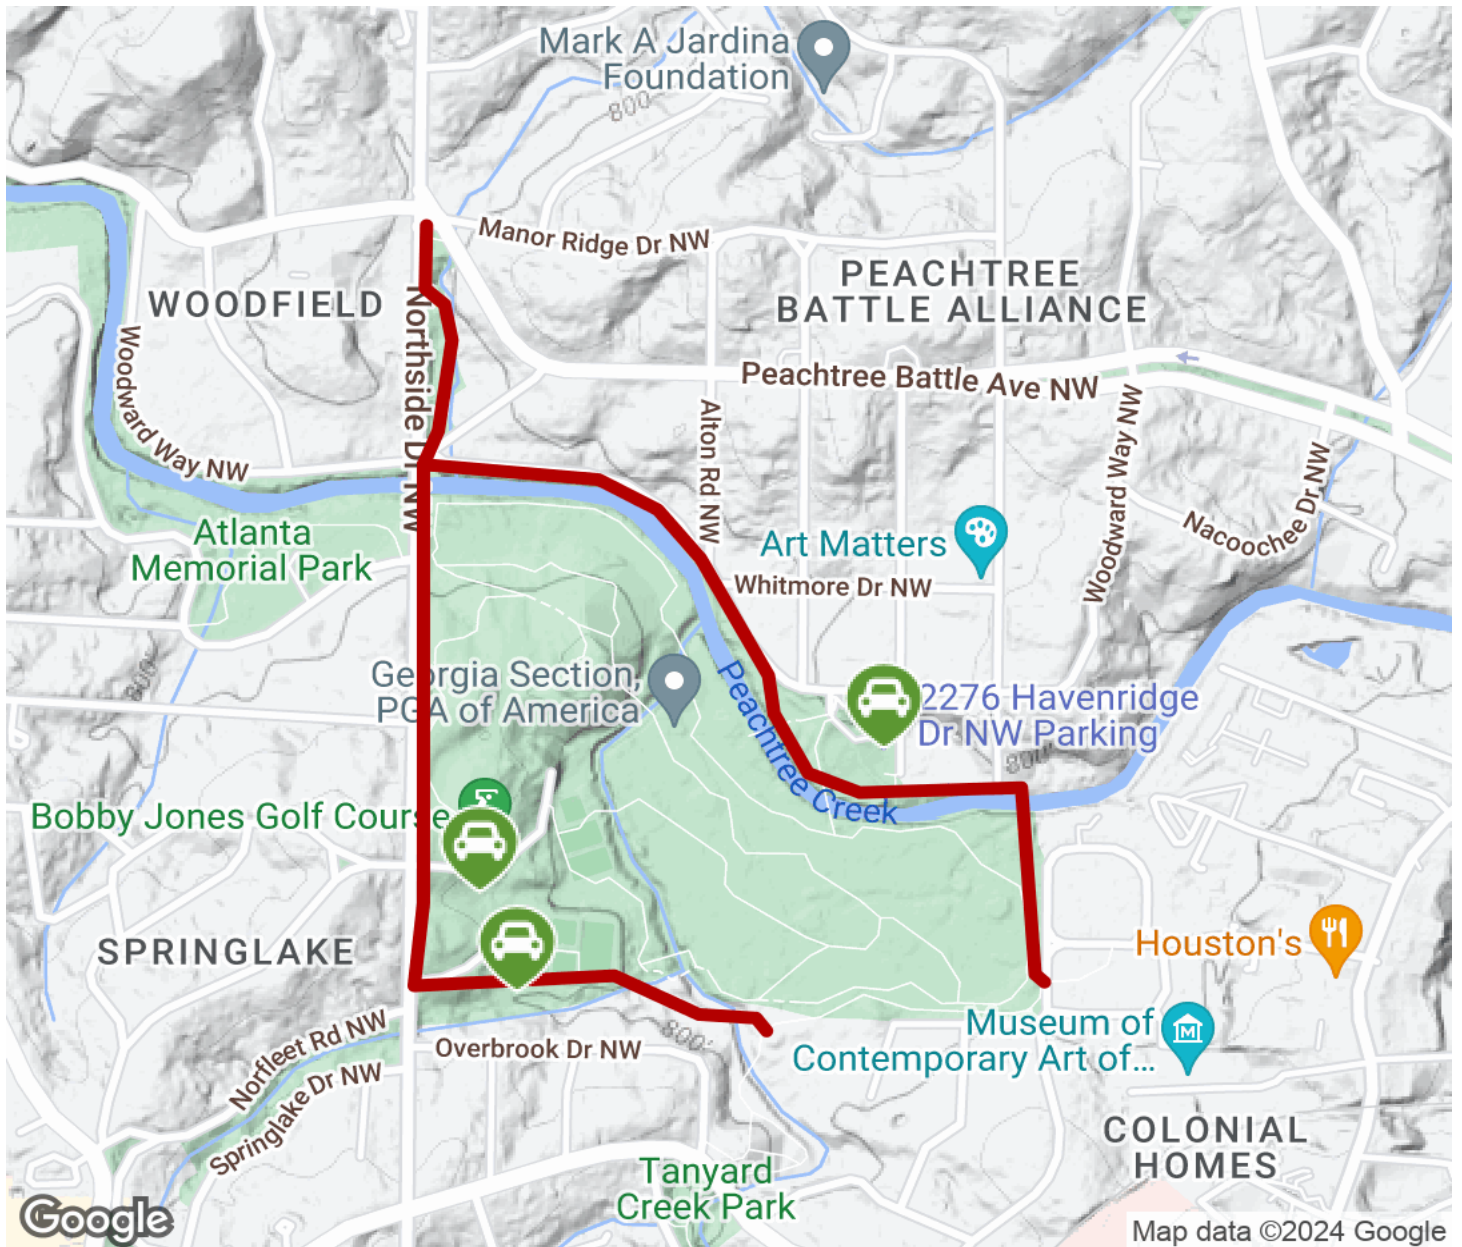 Mark A Jardina
Foundation
800
Manor Ridge Dr NW
PEACHTREE
BATTLE ALLIANCE
WOODFIELD
Northside Dr NW
Woodward Way NW
Peachtree Battle Ave NW
Alton Rd NW
Woodward Way NW
Nacoochee Dr NW
Atlanta
Memorial Park
Art Matters
Whitmore Dr NW
800'
Georgia Section,
PGA of America
Peachtree Creek
2276 Havenridge
Dr NW Parking
800'
Bobby Jones Golf Course
SPRINGLAKE
Houston's
Norfleet Rd NW
Springlake Dr NW
Overbrook Dr NW
800'
Museum of
Contemporary Art of...
COLONIAL
HOMES
Tanyard
Creek Park
Google
Map data ©2024 Google